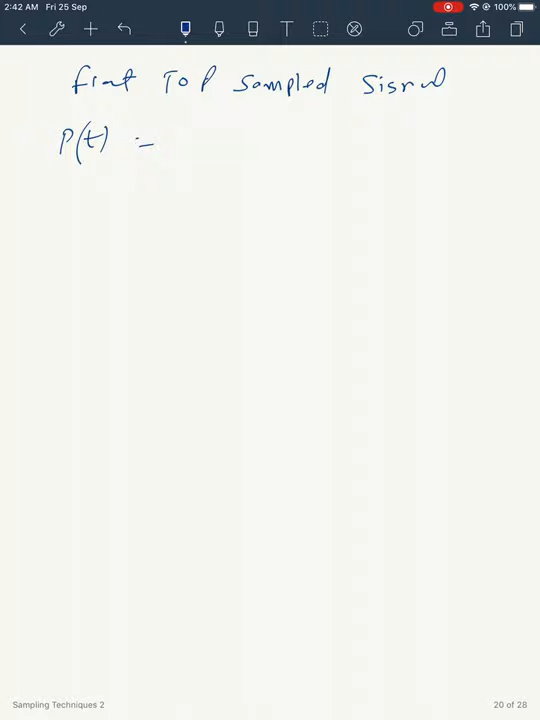 2:42 AM Fri 25 Sep 100%
Flat Top Sampled Signal
P(t) =
Sampling Techniques 2
20 of 28